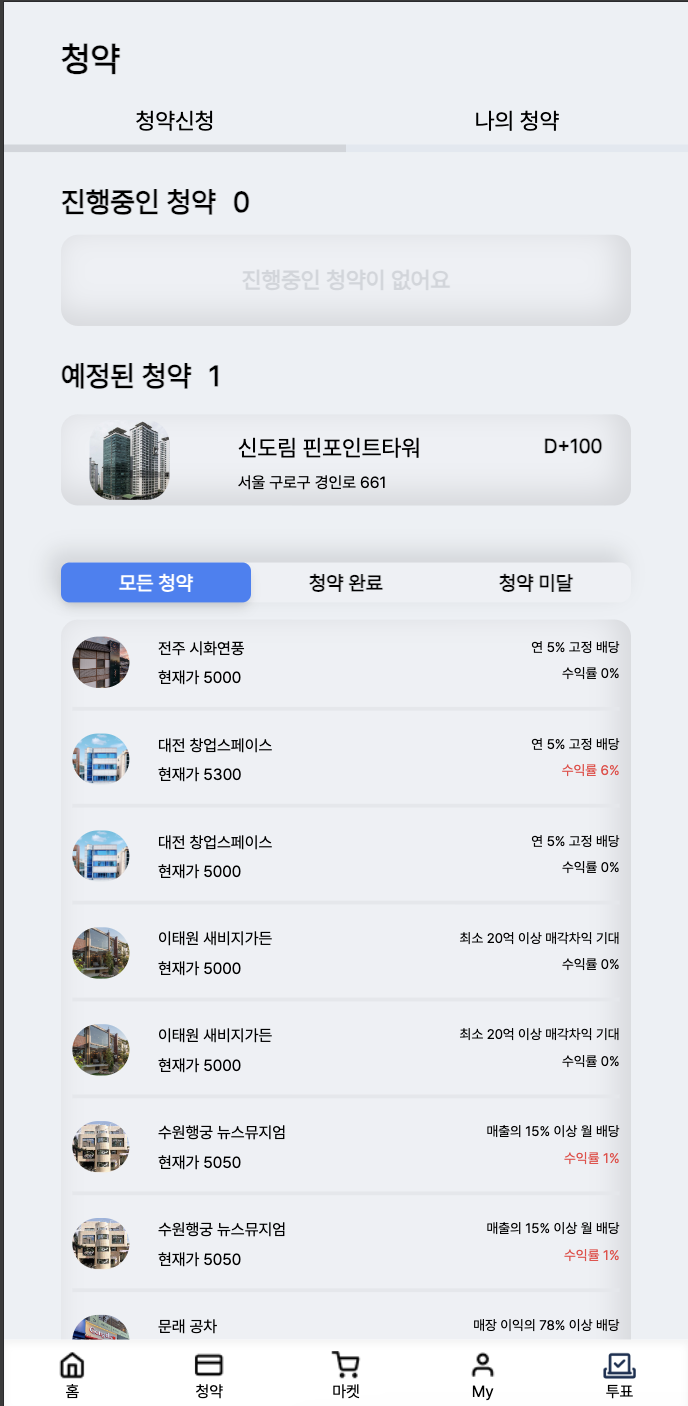 청약
청약신청 나의 청약
진행중인 청약 0
진행중인 청약이 없어요
예정된 청약 1
신도림 핀포인트타워 D+100
서울 구로구 경인로 661
모든 청약 청약 완료 청약 미달
전주 시화연풍 연 5% 고정 배당
현재가 5000 수익률 0%
대전 창업스페이스 연 5% 고정 배당
현재가 5300 수익률 6%
대전 창업스페이스 연 5% 고정 배당
현재가 5000 수익률 0%
이태원 새비지가든 최소 20억 이상 매각차익 기대
현재가 5000 수익률 0%
이태원 새비지가든 최소 20억 이상 매각차익 기대
현재가 5000 수익률 0%
수원행궁 뉴스뮤지엄 매출의 15% 이상 월 배당
현재가 5050 수익률 1%
수원행궁 뉴스뮤지엄 매출의 15% 이상 월 배당
현재가 5050 수익률 1%
문래 공차 매장 이익의 78% 이상 배당
홈 청약 마켓 My 투표